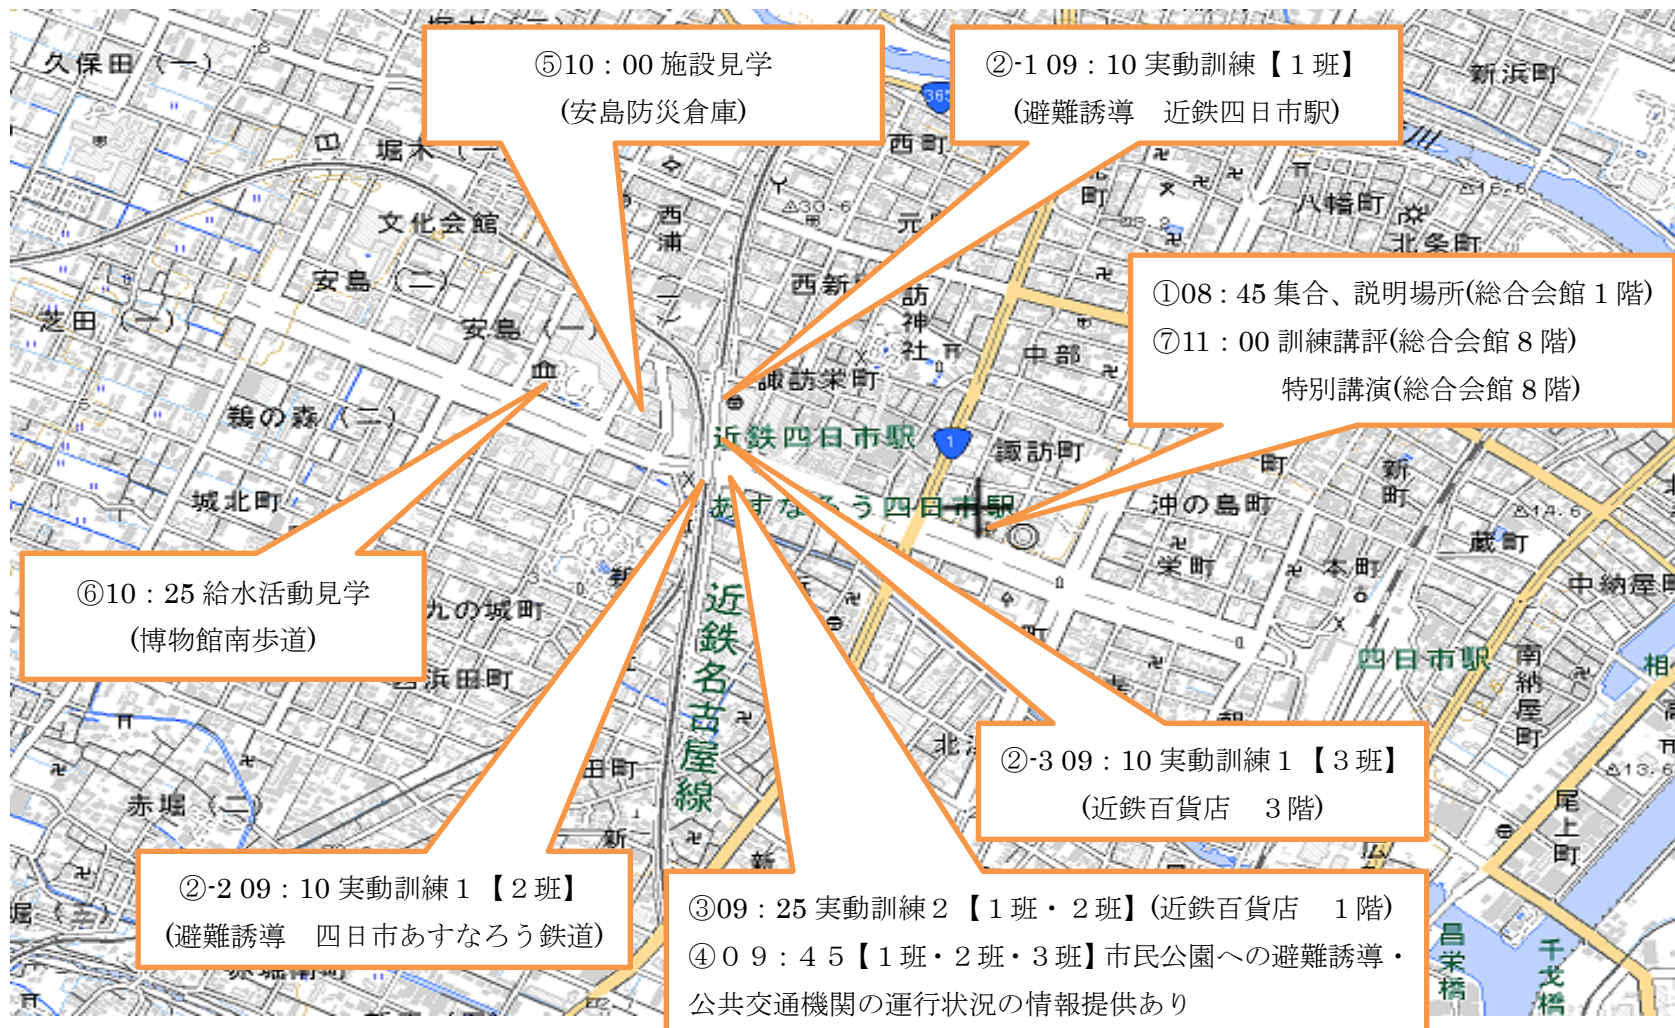 ⑤10：00 施設見学
(安島防災倉庫)
②-1 09：10 実動訓練【１班】
(避難誘導　近鉄四日市駅)
①08：45 集合、説明場所(総合会館 1 階)
⑦11：00 訓練講評(総合会館 8 階)
特別講演(総合会館 8 階)
⑥10：25 給水活動見学
(博物館南歩道)
②-3 09：10 実動訓練１【３班】
(近鉄百貨店　３階)
②-2 09：10 実動訓練１【２班】
(避難誘導　四日市あすなろう鉄道)
③09：25 実動訓練２【１班・２班】(近鉄百貨店　１階)
④０９：４５【１班・２班・３班】市民公園への避難誘導・
公共交通機関の運行状況の情報提供あり
久保田（一）
新浜町
365
西町
文化会館
西浦
30.6
八幡町
北条町
安島（二）
芝田（一）
安島（一）
諏訪栄町
中部
鵜の森（二）
近鉄四日市駅
1
諏訪町
新町
城北町
あすなろう四日市駅
沖の島町
14.6
蔵町
栄町
本町
中納屋町
九の城町
近鉄名古屋線
四日市駅
南納屋町
赤堀（二）
13.6
尾上町
昌栄橋
千戈橋